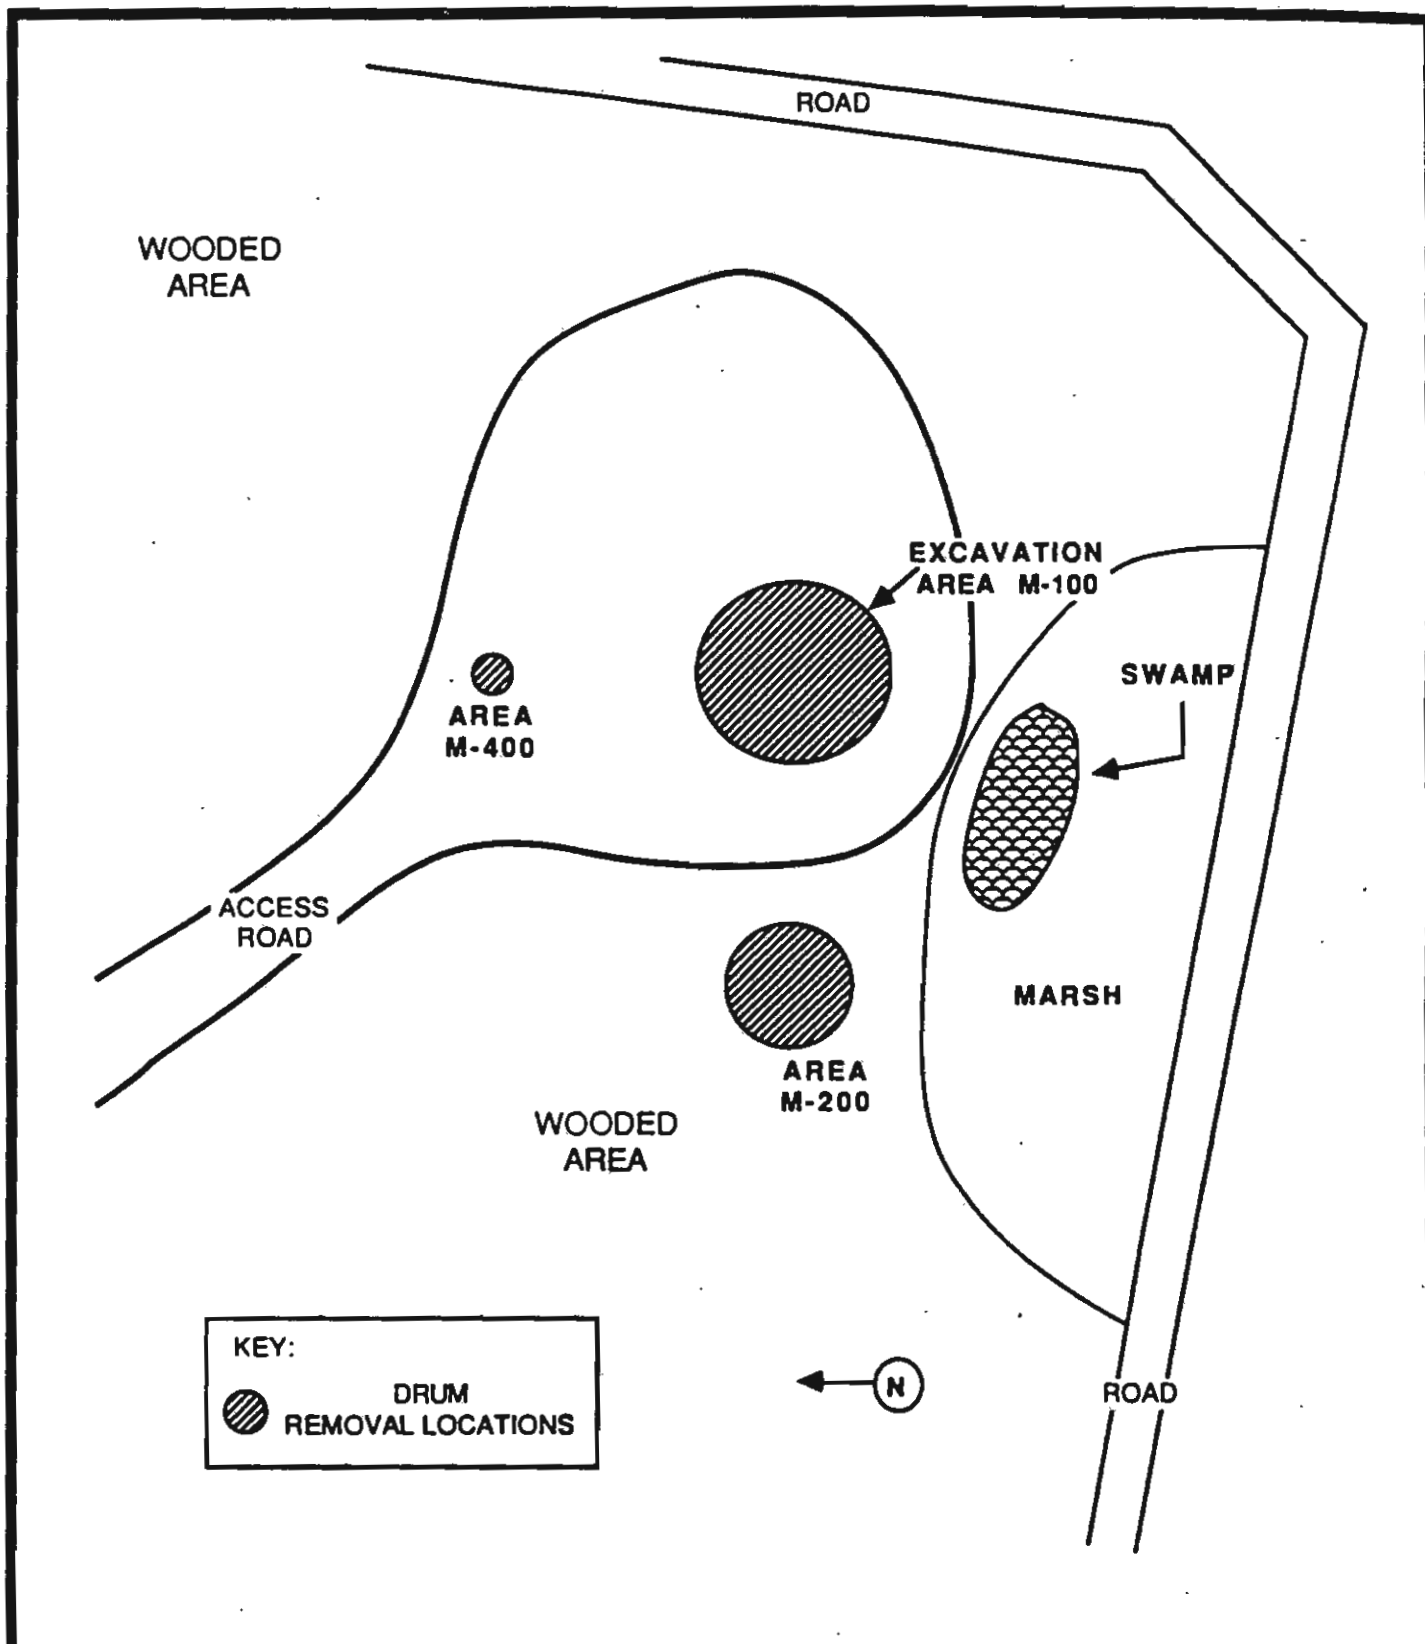 ROAD
WOODED
AREA
EXCAVATION
AREA M-100
SWAMP
AREA
M-400
ACCESS
ROAD
MARSH
AREA
M-200
WOODED
AREA
KEY:
DRUM
REMOVAL LOCATIONS
N
ROAD